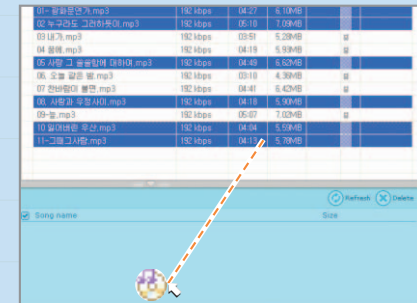 01-광화문연가.mp3 192 kbps 04:27 6,10MB
02 누구라도 그러하듯이.mp3 192 kbps 05:10 7,09MB
03 내가.mp3 192 kbps 03:51 5,28MB
04 꿈에.mp3 192 kbps 04:19 5,93MB
05 사랑 그 쓸쓸함에 대하여.mp3 192 kbps 04:49 6,62MB
06, 오늘 같은 밤.mp3 192 kbps 03:10 4,36MB
07 찬바람이 불면.mp3 192 kbps 04:41 6,42MB
08, 사랑과 우정사이.mp3 192 kbps 04:18 5,90MB
09-늪.mp3 192 kbps 05:07 7,02MB
10 잃어버린 우산.mp3 192 kbps 04:04 5,59MB
11-그때그사람.mp3 192 kbps 04:13 5,78MB
Refresh Delete
Song name Size